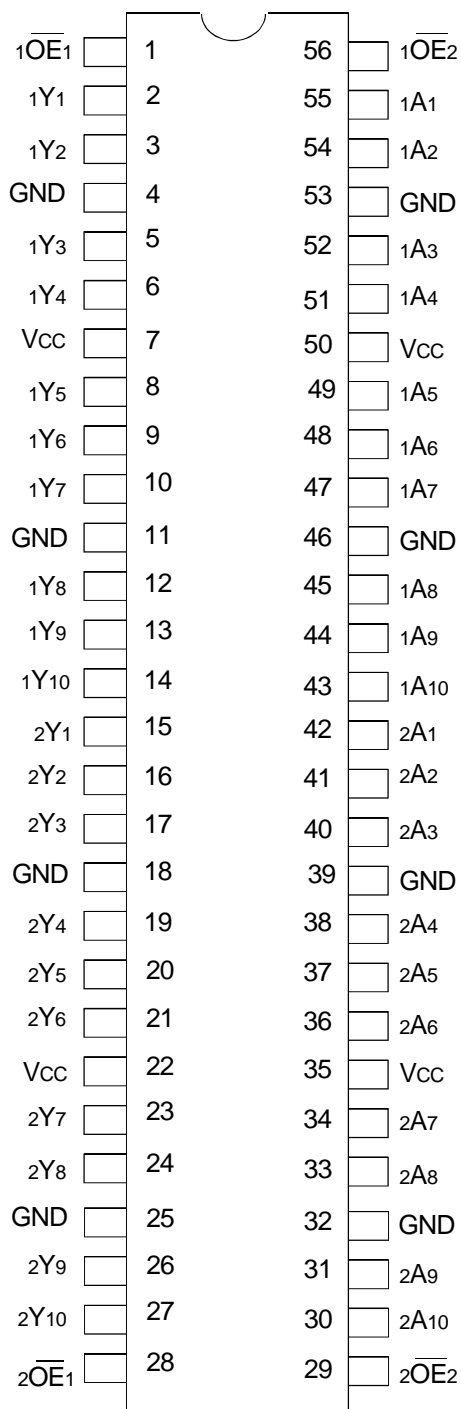 1OE1 1 56 1OE2
1Y1 2 55 1A1
1Y2 3 54 1A2
GND 4 53 GND
1Y3 5 52 1A3
1Y4 6 51 1A4
VCC 7 50 VCC
1Y5 8 49 1A5
1Y6 9 48 1A6
1Y7 10 47 1A7
GND 11 46 GND
1Y8 12 45 1A8
1Y9 13 44 1A9
1Y10 14 43 1A10
2Y1 15 42 2A1
2Y2 16 41 2A2
2Y3 17 40 2A3
GND 18 39 GND
2Y4 19 38 2A4
2Y5 20 37 2A5
2Y6 21 36 2A6
VCC 22 35 VCC
2Y7 23 34 2A7
2Y8 24 33 2A8
GND 25 32 GND
2Y9 26 31 2A9
2Y10 27 30 2A10
2OE1 28 29 2OE2